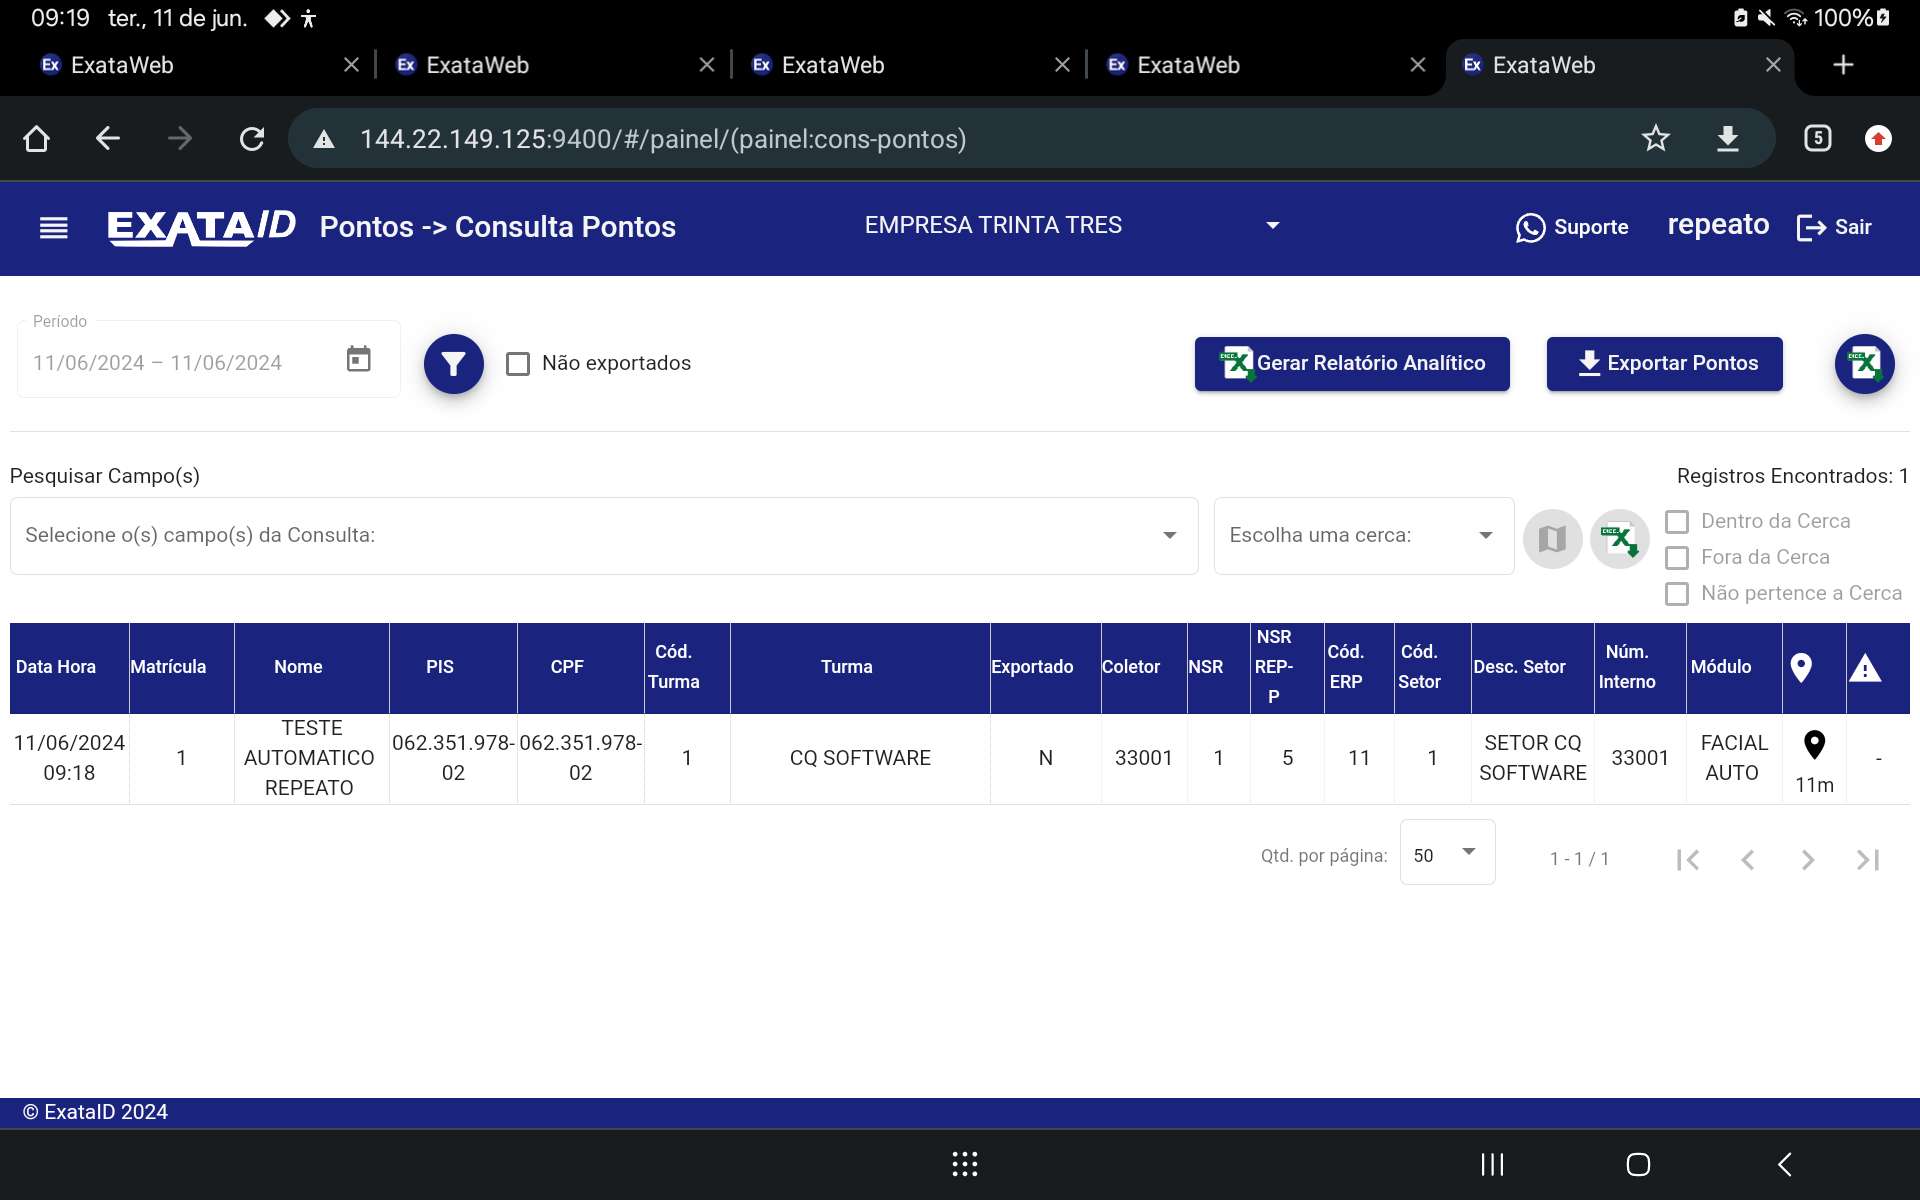 09:19 ter., 11 de jun. 100%
Ex ExataWeb Ex ExataWeb Ex ExataWeb Ex ExataWeb Ex ExataWeb
144.22.149.125:9400/#/painel/(painel:cons-pontos) 5
EXATAID Pontos -> Consulta Pontos EMPRESA TRINTA TRES Suporte repeato Sair
Período
11/06/2024 – 11/06/2024
Não exportados
Gerar Relatório Analítico
Exportar Pontos
Pesquisar Campo(s)
Registros Encontrados: 1
Selecione o(s) campo(s) da Consulta:
Escolha uma cerca:
Dentro da Cerca
Fora da Cerca
Não pertence a Cerca
Data Hora
Matrícula
Nome
PIS
CPF
Cód.
Turma
Turma
Exportado
Coletor
NSR
NSR
REP-
P
Cód.
ERP
Cód.
Setor
Desc. Setor
Núm.
Interno
Módulo
11/06/2024
09:18
1
TESTE
AUTOMATICO
REPEATO
062.351.978-
02
062.351.978-
02
1
CQ SOFTWARE
N
33001
1
5
11
1
SETOR CQ
SOFTWARE
33001
FACIAL
AUTO
11m
-
Qtd. por página: 50 1 - 1 / 1
© ExataID 2024